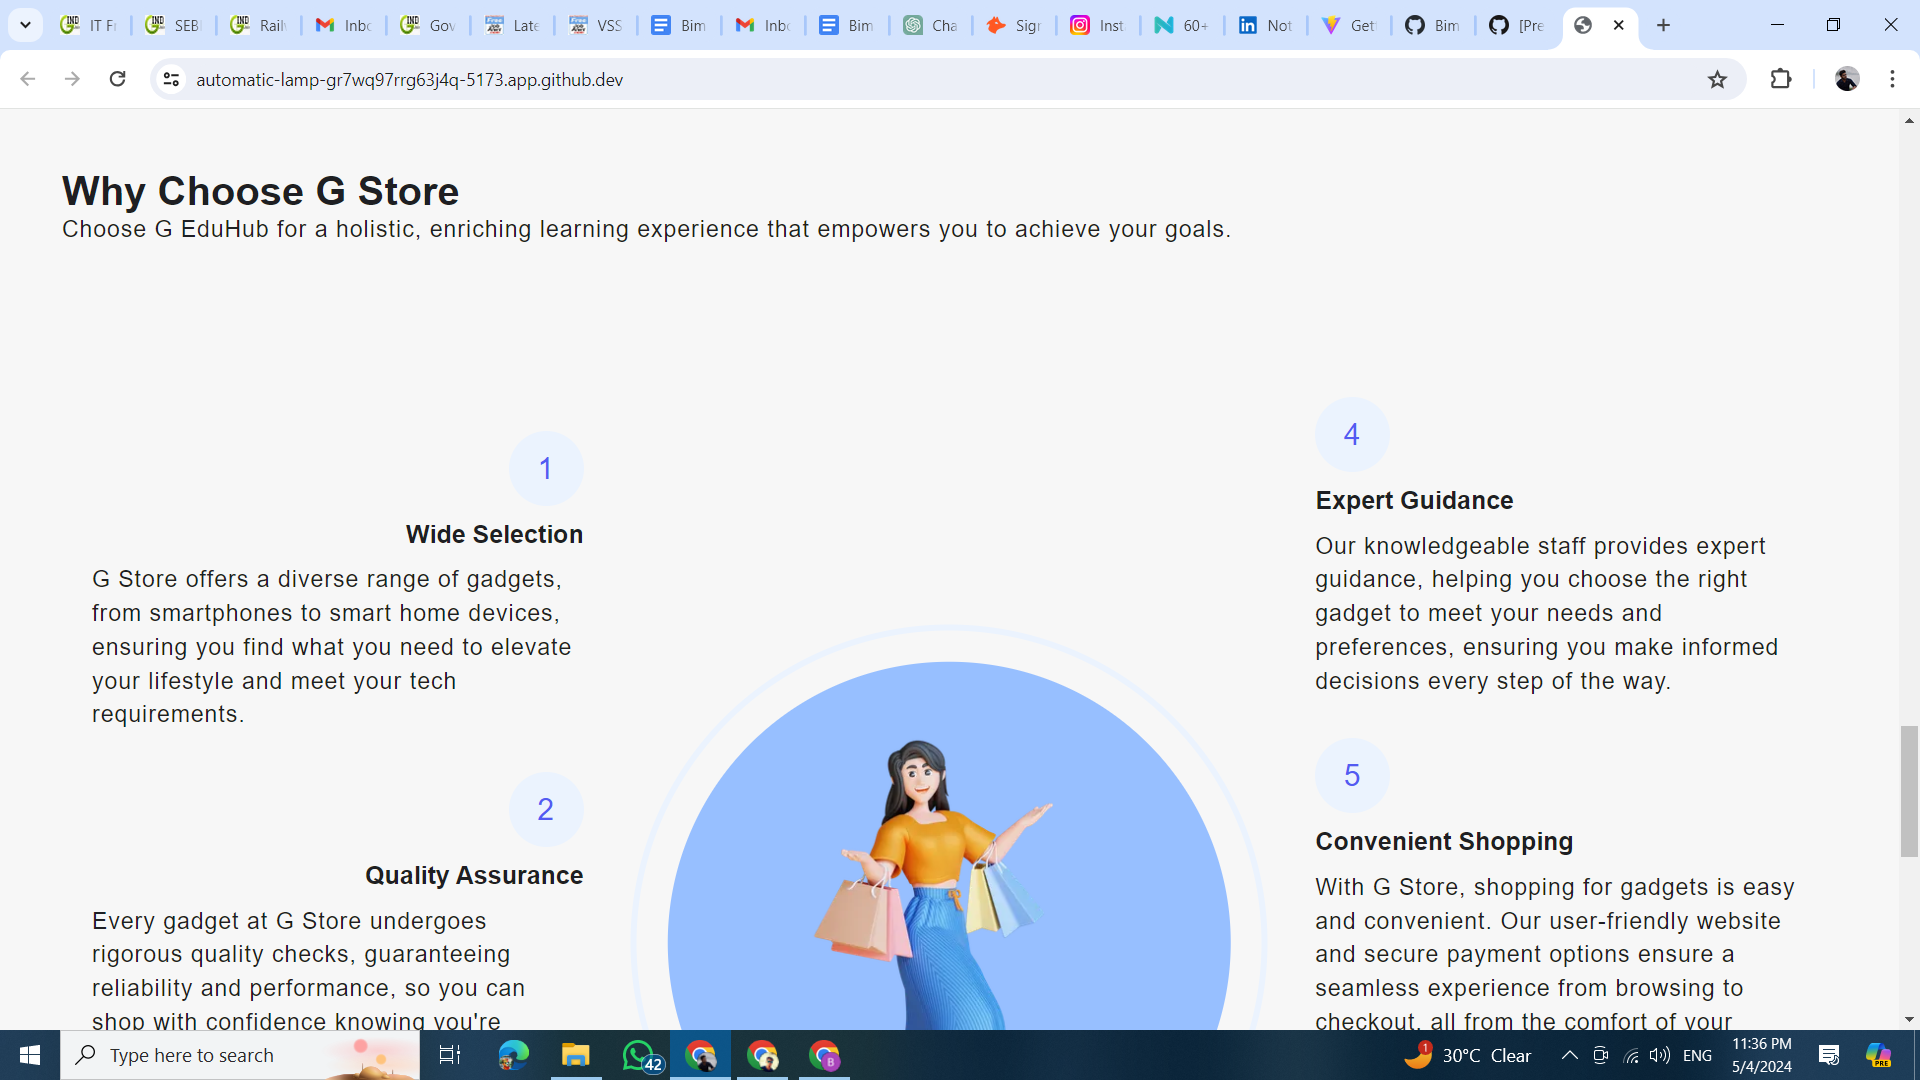 IT Fr
SEBI
Railv
Inbo
Gov
Late
VSS
Bim
Inbo
Bim
Cha
Sign
Inst
60+
Not
Gett
Bim
[Pre
automatic-lamp-gr7wq97rrg63j4q-5173.app.github.dev
Why Choose G Store
Choose G EduHub for a holistic, enriching learning experience that empowers you to achieve your goals.
1
Wide Selection
G Store offers a diverse range of gadgets,
from smartphones to smart home devices,
ensuring you find what you need to elevate
your lifestyle and meet your tech
requirements.
2
Quality Assurance
Every gadget at G Store undergoes
rigorous quality checks, guaranteeing
reliability and performance, so you can
shop with confidence knowing you're
4
Expert Guidance
Our knowledgeable staff provides expert
guidance, helping you choose the right
gadget to meet your needs and
preferences, ensuring you make informed
decisions every step of the way.
5
Convenient Shopping
With G Store, shopping for gadgets is easy
and convenient. Our user-friendly website
and secure payment options ensure a
seamless experience from browsing to
checkout, all from the comfort of your
Type here to search
42
B
1
30°C Clear
ENG
11:36 PM
5/4/2024
PRE